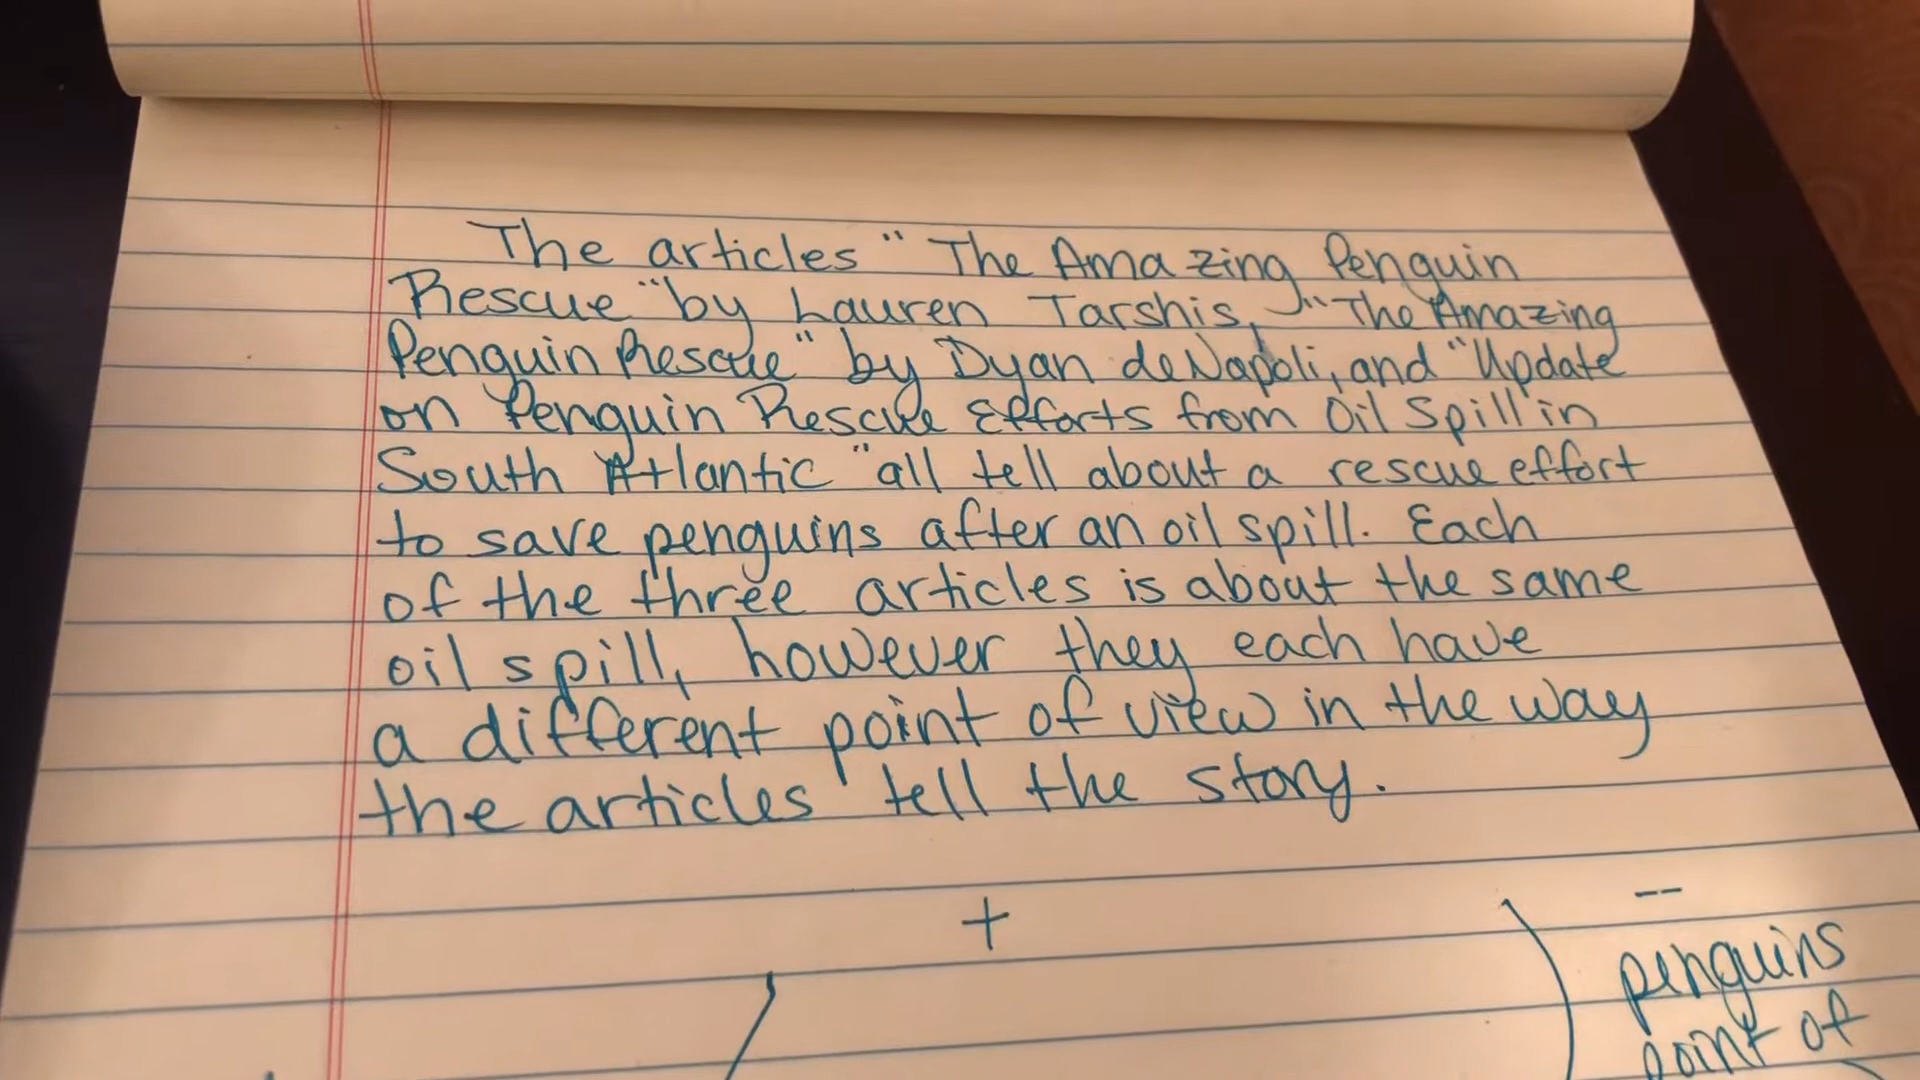 The articles "The Amazing Penguin
Rescue" by Lauren Tarshis, "The Amazing
Penguin Rescue" by Dyan deNapoli, and "Update
on Penguin Rescue Efforts from Oil Spill in
South Atlantic" all tell about a rescue effort
to save penguins after an oil spill. Each
of the three articles is about the same
oil spill, however they each have
a different point of view in the way
the articles tell the story.
+
--
penguins
point of